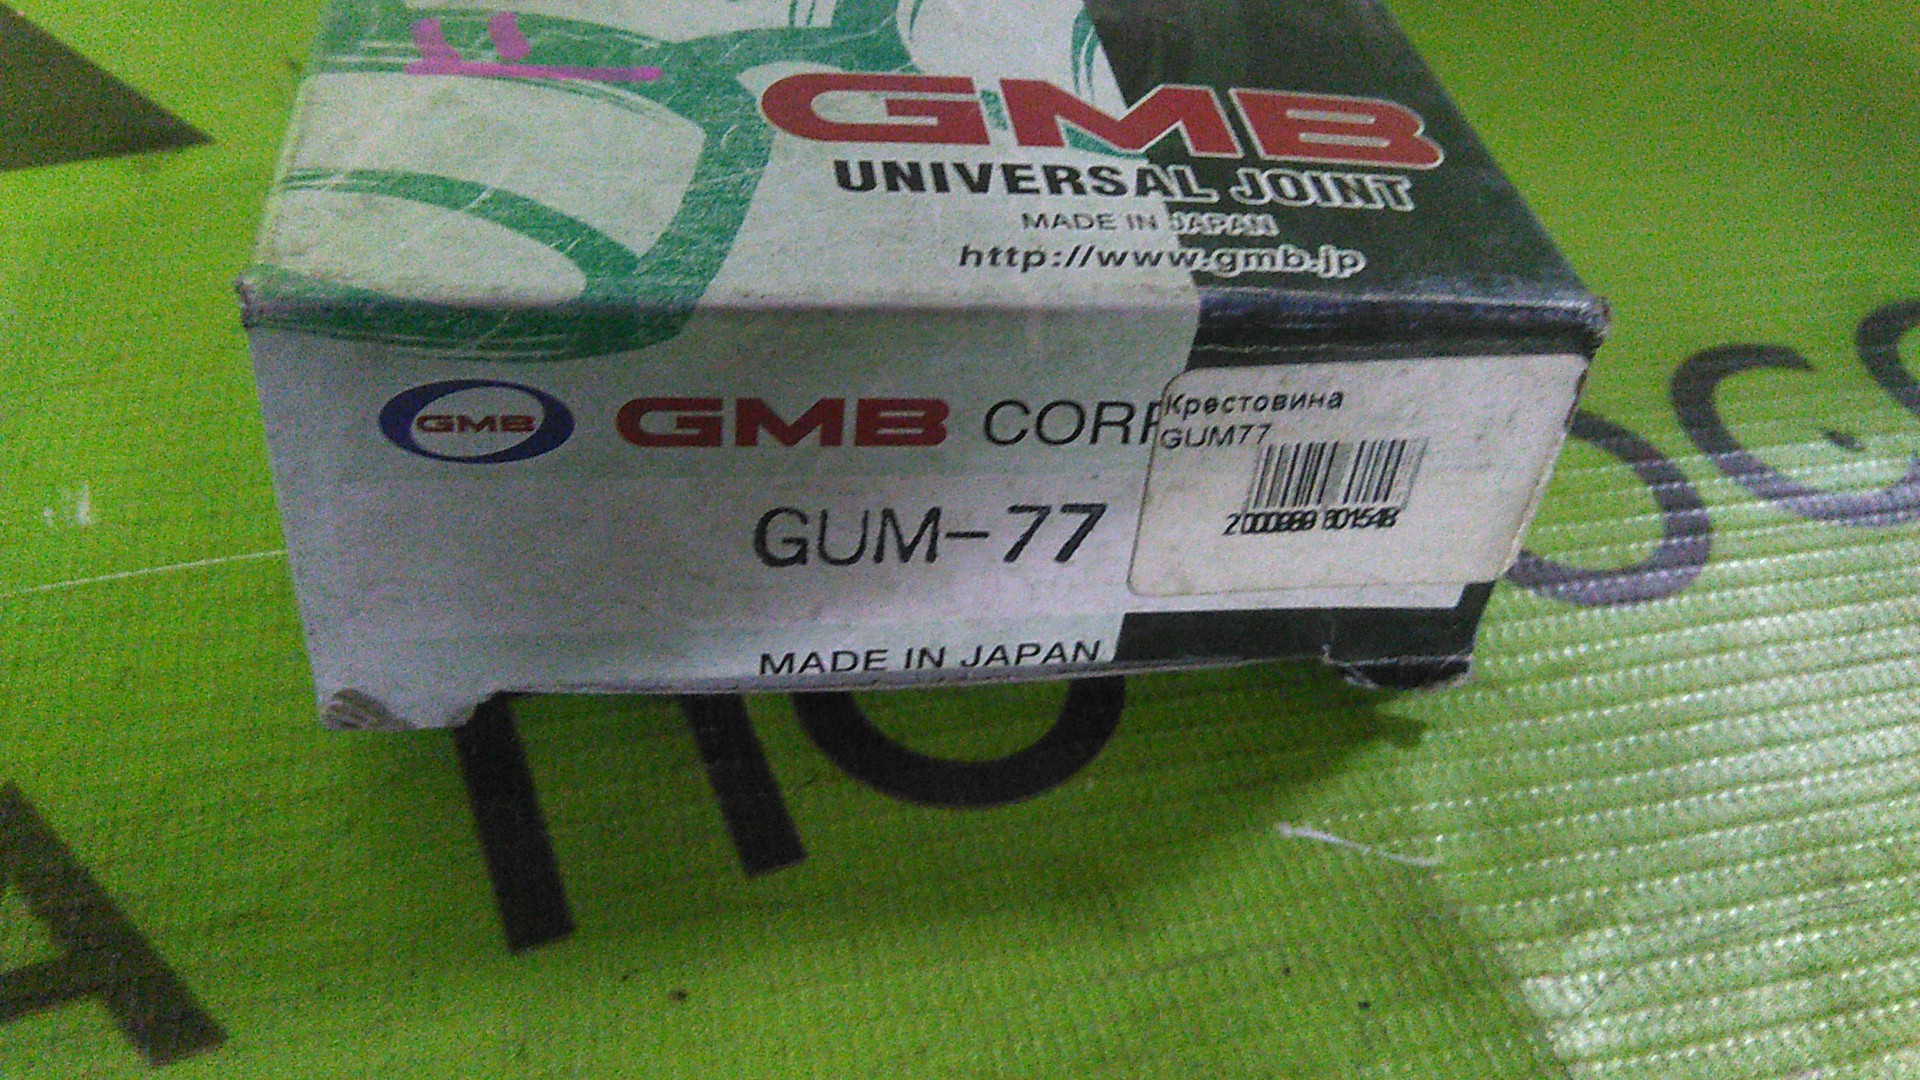 GMB
UNIVERSAL JOINT
MADE IN JAPAN
http://www.gmb.jp
GMB GMB CORP
Крестовина
GUM77
GUM-77
MADE IN JAPAN